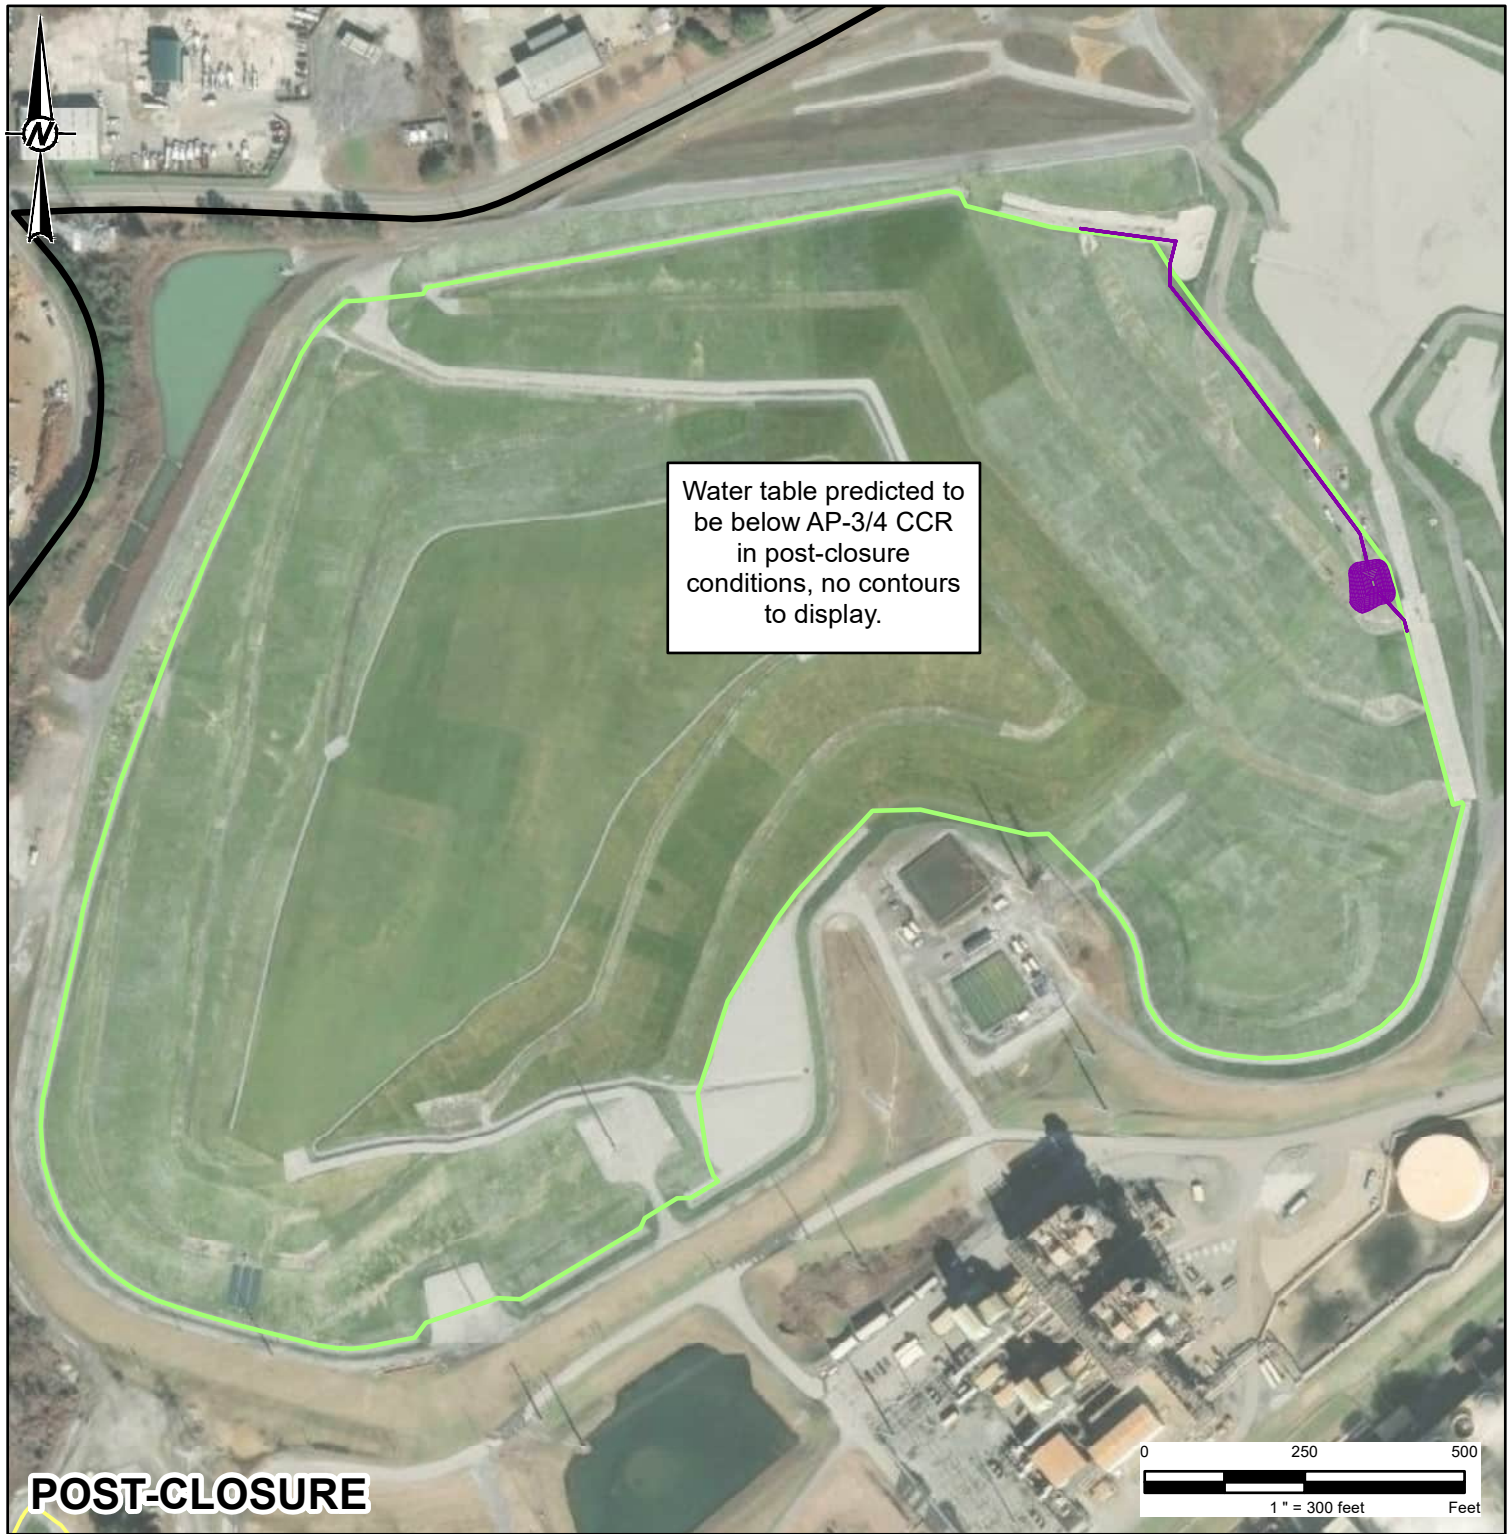 N
Water table predicted to
be below AP-3/4 CCR
in post-closure
conditions, no contours
to display.
POST-CLOSURE
0 250 500
1 " = 300 feet Feet